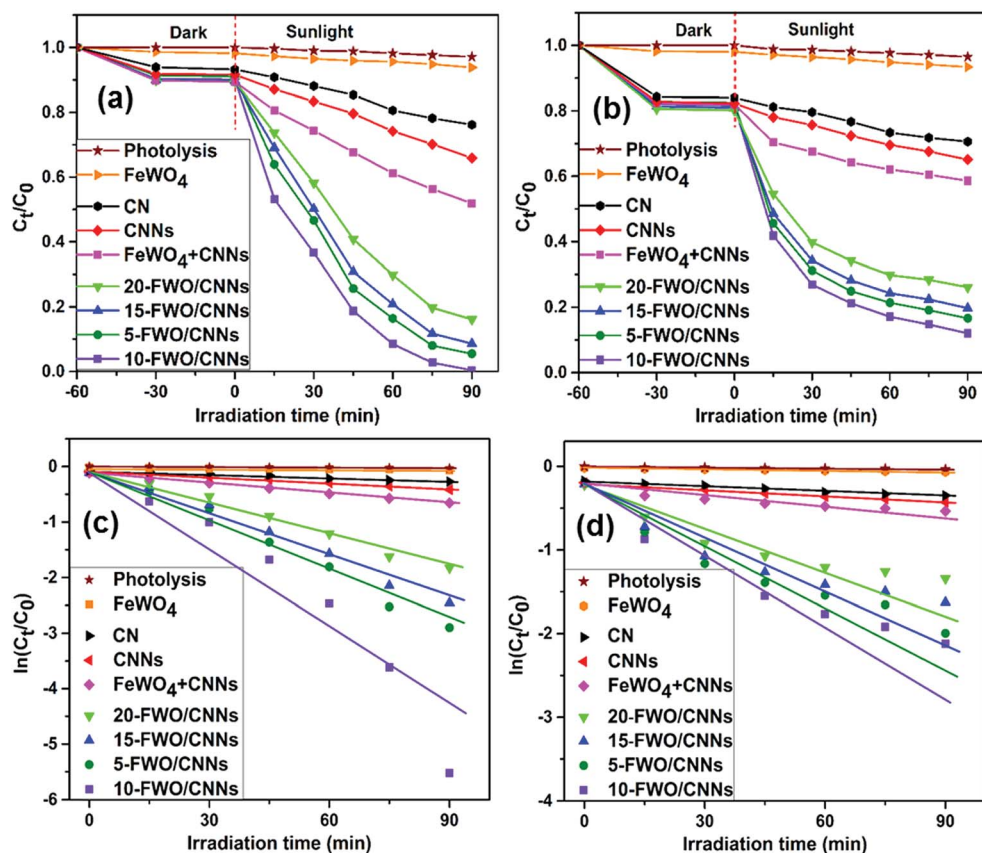 Dark Sunlight
(a)
1.0
0.8
0.6
0.4
0.2
0.0
Ct/C0
Photolysis
FeWO4
CN
CNNs
FeWO4+CNNs
20-FWO/CNNs
15-FWO/CNNs
5-FWO/CNNs
10-FWO/CNNs
-60 -30 0 30 60 90
Irradiation time (min)
Dark Sunlight
(b)
1.0
0.8
0.6
0.4
0.2
0.0
Ct/C0
Photolysis
FeWO4
CN
CNNs
FeWO4+CNNs
20-FWO/CNNs
15-FWO/CNNs
5-FWO/CNNs
10-FWO/CNNs
-60 -30 0 30 60 90
Irradiation time (min)
(c)
0
-1
-2
-3
-4
-5
-6
ln(Ct/C0)
Photolysis
FeWO4
CN
CNNs
FeWO4+CNNs
20-FWO/CNNs
15-FWO/CNNs
5-FWO/CNNs
10-FWO/CNNs
0 30 60 90
Irradiation time (min)
(d)
0
-1
-2
-3
-4
ln(Ct/C0)
Photolysis
FeWO4
CN
CNNs
FeWO4+CNNs
20-FWO/CNNs
15-FWO/CNNs
5-FWO/CNNs
10-FWO/CNNs
0 30 60 90
Irradiation time (min)